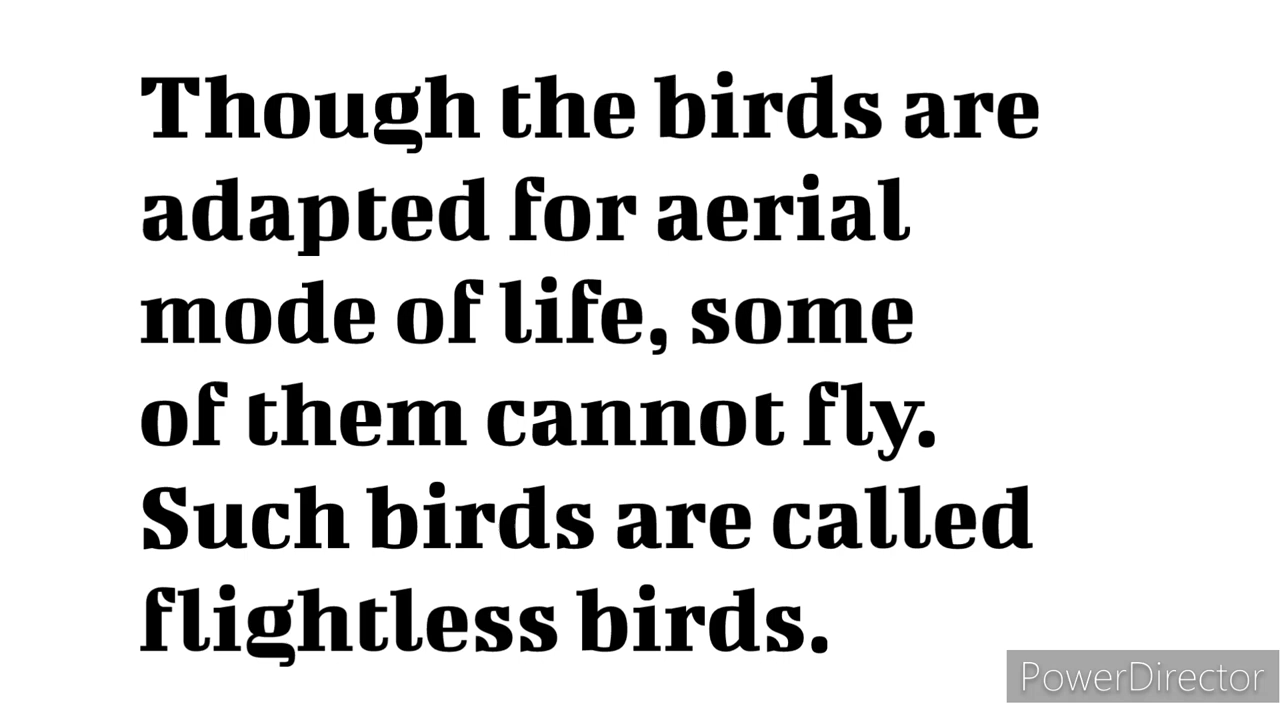 Though the birds are
adapted for aerial
mode of life, some
of them cannot fly.
Such birds are called
flightless birds.
PowerDirector